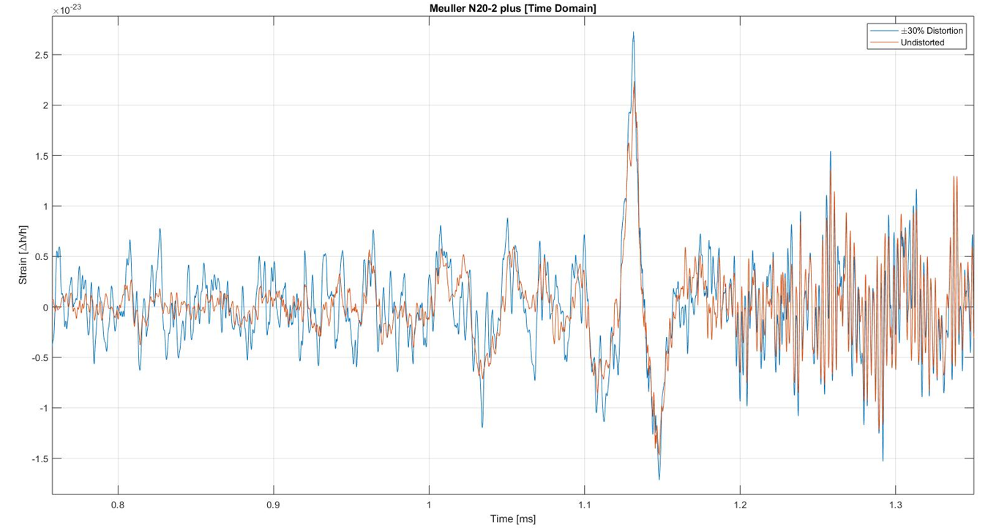 Meuller N20-2 plus [Time Domain]
×10⁻²³
±30% Distortion
Undistorted
2.5
2
1.5
1
0.5
0
-0.5
-1
-1.5
Strain [Δh/h]
0.8 0.9 1 1.1 1.2 1.3
Time [ms]